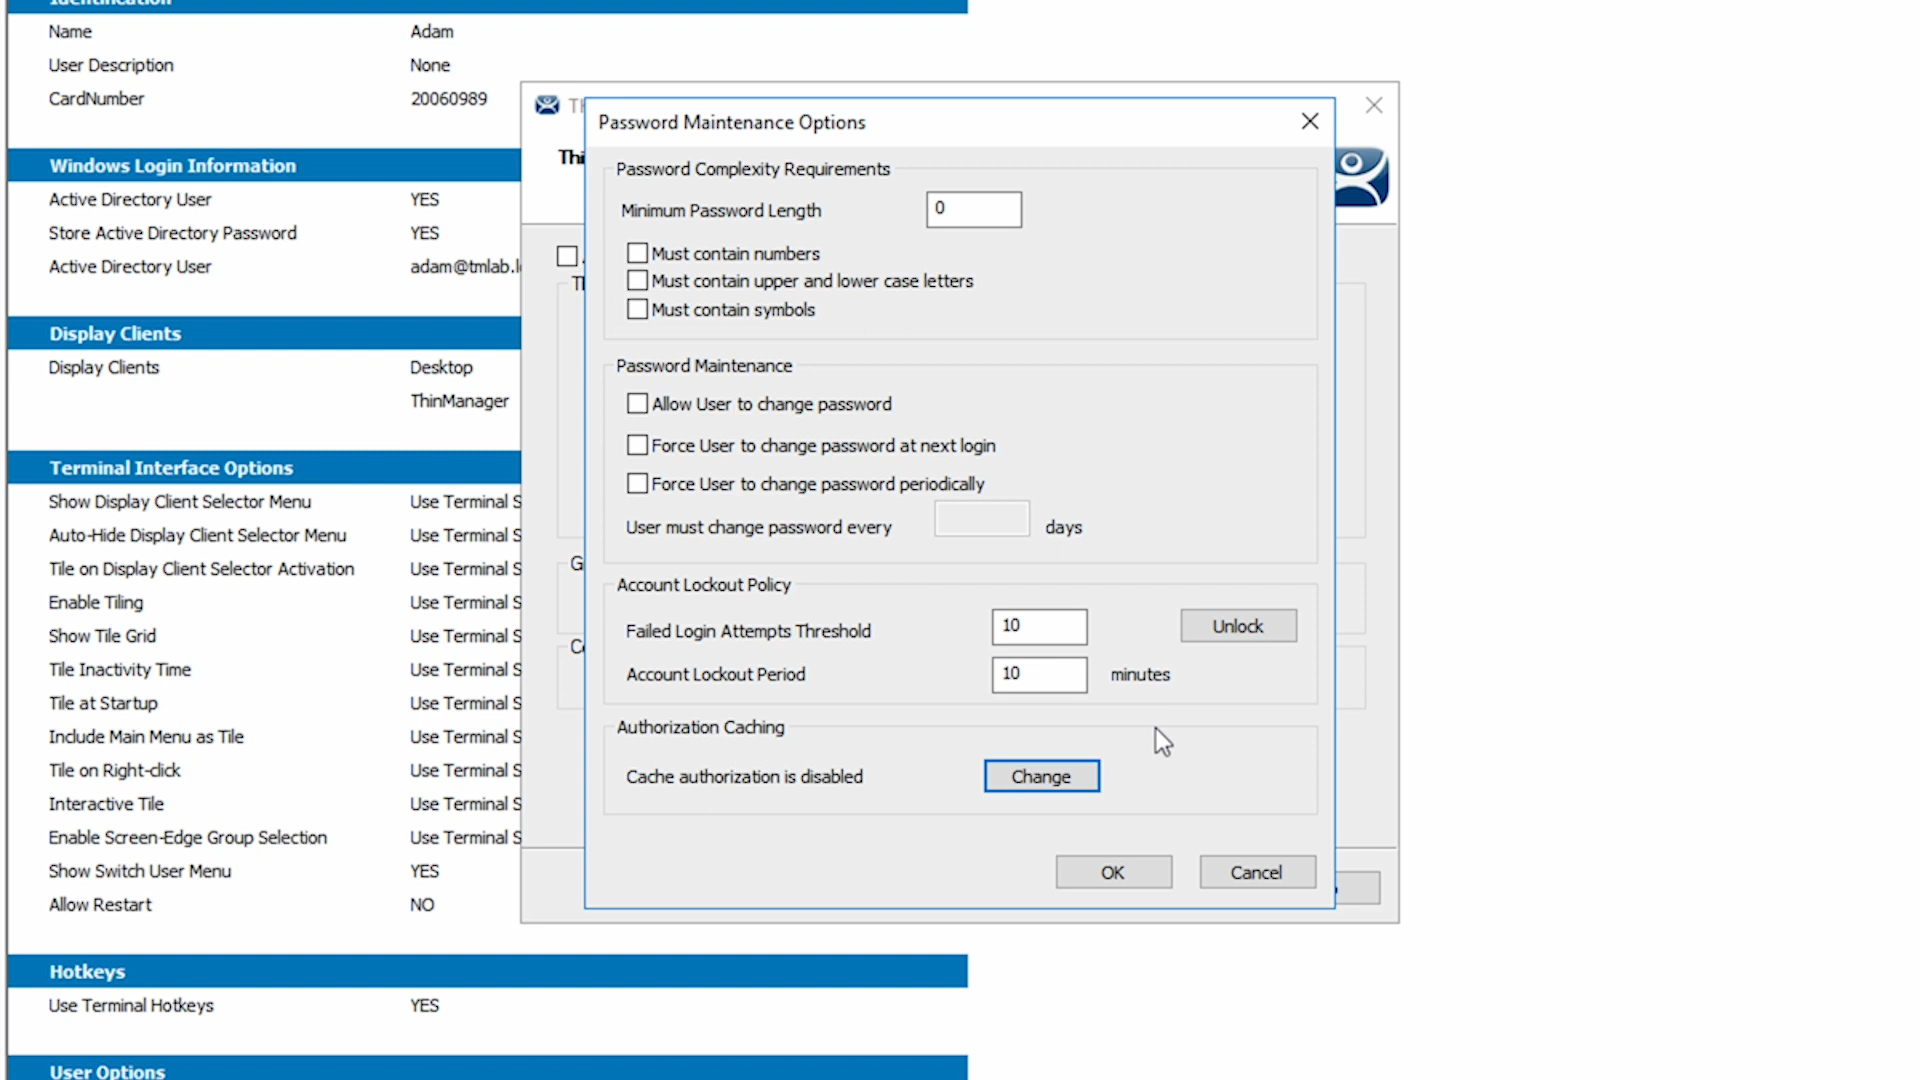 Identification
Name Adam
User Description None
CardNumber 20060989
Windows Login Information
Active Directory User YES
Store Active Directory Password YES
Active Directory User adam@tmlab.l
Display Clients
Display Clients Desktop
ThinManager
Terminal Interface Options
Show Display Client Selector Menu Use Terminal S
Auto-Hide Display Client Selector Menu Use Terminal S
Tile on Display Client Selector Activation Use Terminal S
Enable Tiling Use Terminal S
Show Tile Grid Use Terminal S
Tile Inactivity Time Use Terminal S
Tile at Startup Use Terminal S
Include Main Menu as Tile Use Terminal S
Tile on Right-click Use Terminal S
Interactive Tile Use Terminal S
Enable Screen-Edge Group Selection Use Terminal S
Show Switch User Menu YES
Allow Restart NO
Hotkeys
Use Terminal Hotkeys YES
User Options
Thi
Password Maintenance Options
Password Complexity Requirements
Minimum Password Length 0
Must contain numbers
Must contain upper and lower case letters
Must contain symbols
Password Maintenance
Allow User to change password
Force User to change password at next login
Force User to change password periodically
User must change password every days
Account Lockout Policy
Failed Login Attempts Threshold 10 Unlock
Account Lockout Period 10 minutes
Authorization Caching
Cache authorization is disabled Change
OK Cancel